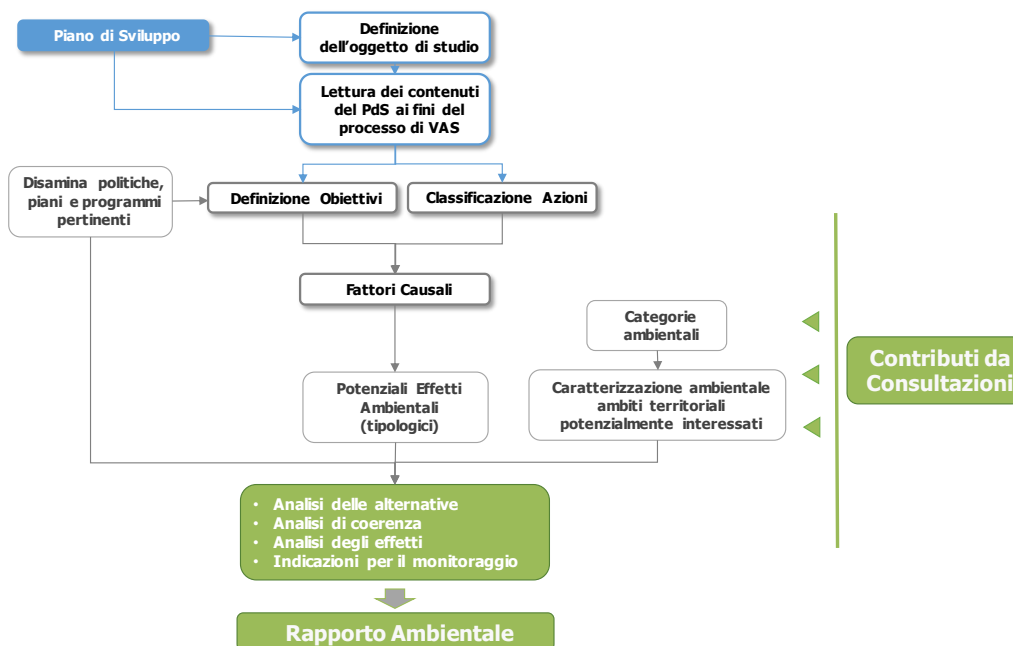 Piano di Sviluppo
Definizione
dell'oggetto di studio
Lettura dei contenuti
del PdS ai fini del
processo di VAS
Disamina politiche,
piani e programmi
pertinenti
Definizione Obiettivi
Classificazione Azioni
Fattori Causali
Categorie
ambientali
Contributi da
Consultazioni
Potenziali Effetti
Ambientali
(tipologici)
Caratterizzazione ambientale
ambiti territoriali
potenzialmente interessati
• Analisi delle alternative
• Analisi di coerenza
• Analisi degli effetti
• Indicazioni per il monitoraggio
Rapporto Ambientale